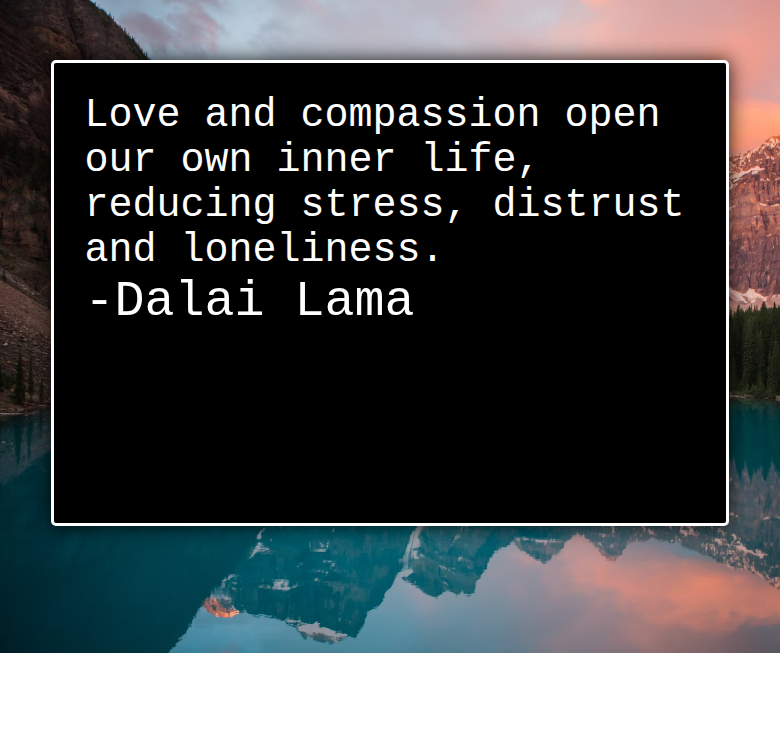 Love and compassion open
our own inner life,
reducing stress, distrust
and loneliness.
-Dalai Lama